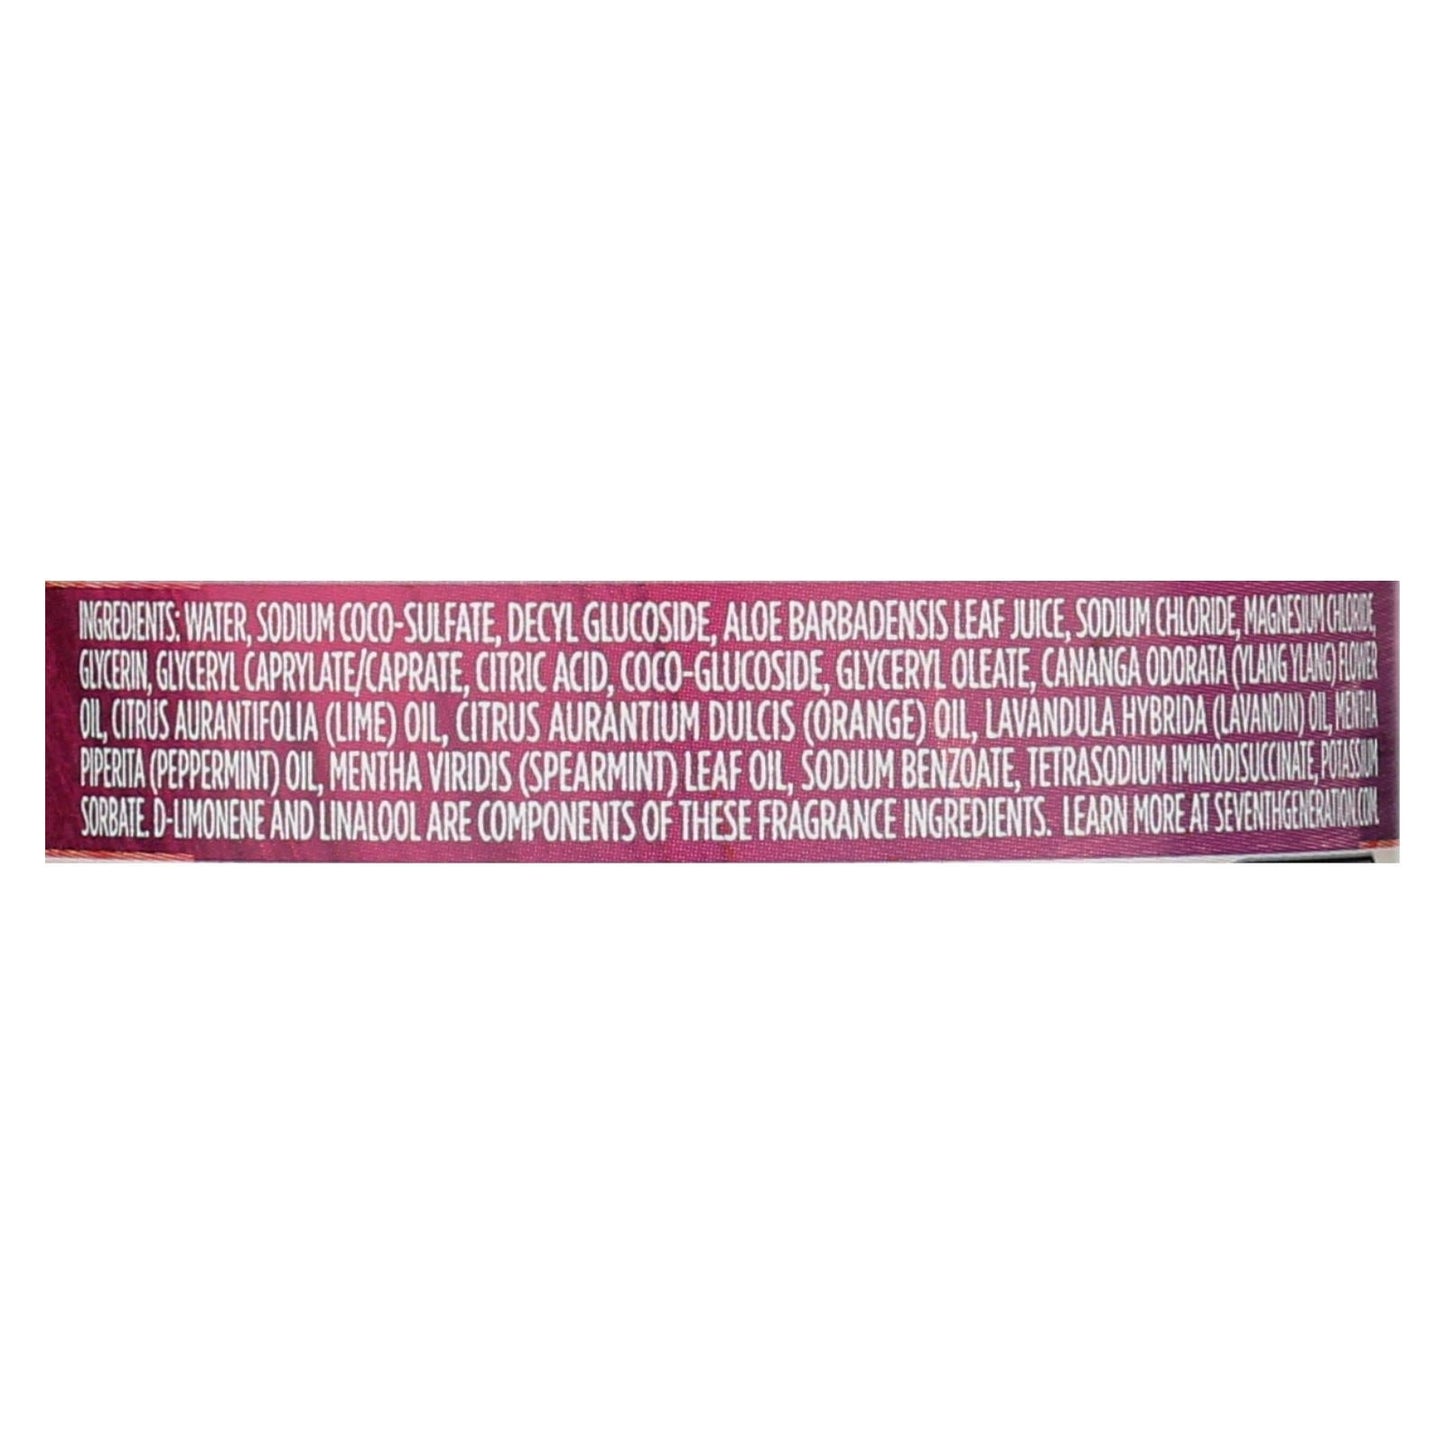 INGREDIENTS: WATER, SODIUM COCO-SULFATE, DECYL GLUCOSIDE, ALOE BARBADENSIS LEAF JUICE, SODIUM CHLORIDE, MAGNESIUM CHLORIDE,
GLYCERIN, GLYCERYL CAPRYLATE/CAPRATE, CITRIC ACID, COCO-GLUCOSIDE, GLYCERYL OLEATE, CANANGA ODORATA (YLANG YLANG) FLOWER
OIL, CITRUS AURANTIFOLIA (LIME) OIL, CITRUS AURANTIUM DULCIS (ORANGE) OIL, LAVANDULA HYBRIDA (LAVANDIN) OIL, MENTHA
PIPERITA (PEPPERMINT) OIL, MENTHA VIRIDIS (SPEARMINT) LEAF OIL, SODIUM BENZOATE, TETRASODIUM IMINODISUCCINATE, POTASSIUM
SORBATE. D-LIMONENE AND LINALOOL ARE COMPONENTS OF THESE FRAGRANCE INGREDIENTS. LEARN MORE AT SEVENTHGENERATION.COM.